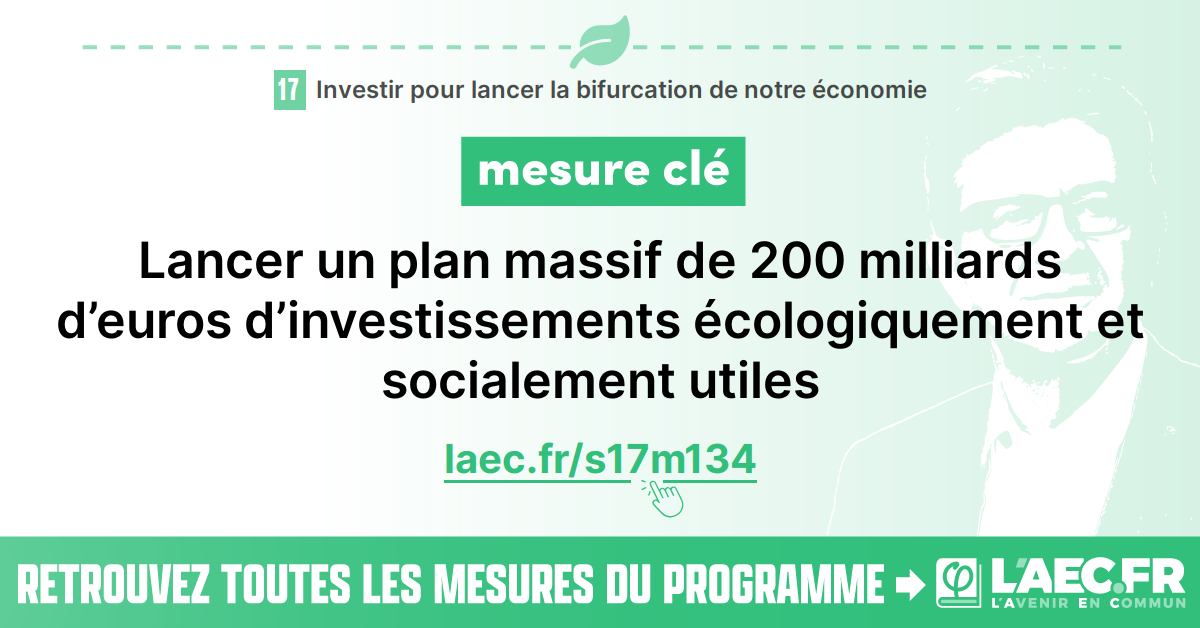 17 Investir pour lancer la bifurcation de notre économie
mesure clé
Lancer un plan massif de 200 milliards
d’euros d’investissements écologiquement et
socialement utiles
laec.fr/s17m134
RETROUVEZ TOUTES LES MESURES DU PROGRAMME
φ L’AEC.FR
L’AVENIR EN COMMUN